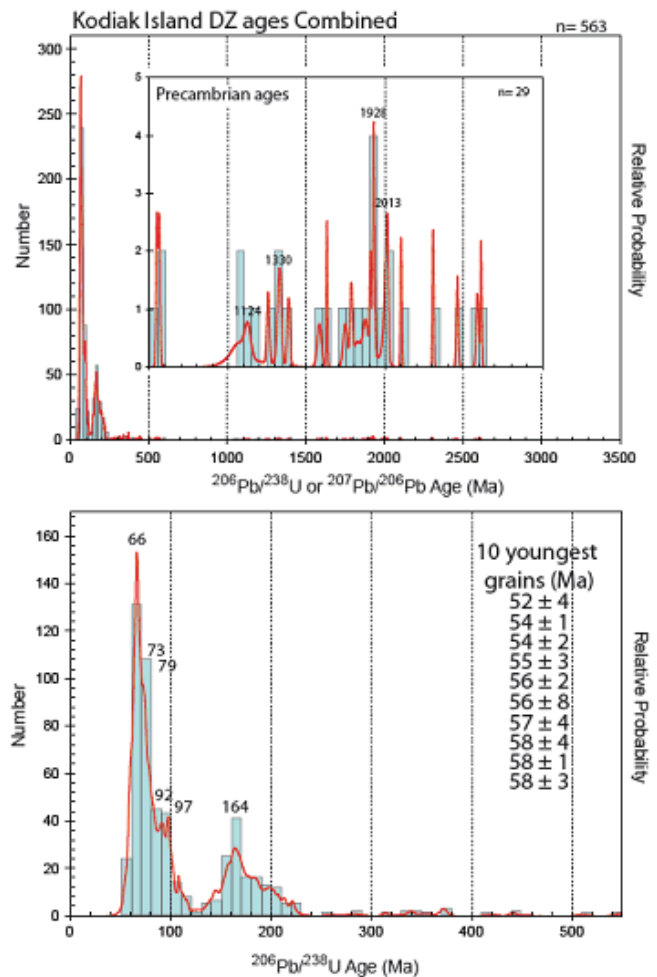 Kodiak Island DZ ages Combined
n= 563
300
250
200
150
100
50
0
Number
Relative Probability
Precambrian ages
n= 29
5
4
3
2
1
0
1928
2013
1330
1124
0 500 1000 1500 2000 2500 3000 3500
206Pb/238U or 207Pb/206Pb Age (Ma)
160
140
120
100
80
60
40
20
0
Number
Relative Probability
66
73
79
92
97
164
10 youngest
grains (Ma)
52 ± 4
54 ± 1
54 ± 2
55 ± 3
56 ± 2
56 ± 8
57 ± 4
58 ± 4
58 ± 1
58 ± 3
0 100 200 300 400 500
206Pb/238U Age (Ma)